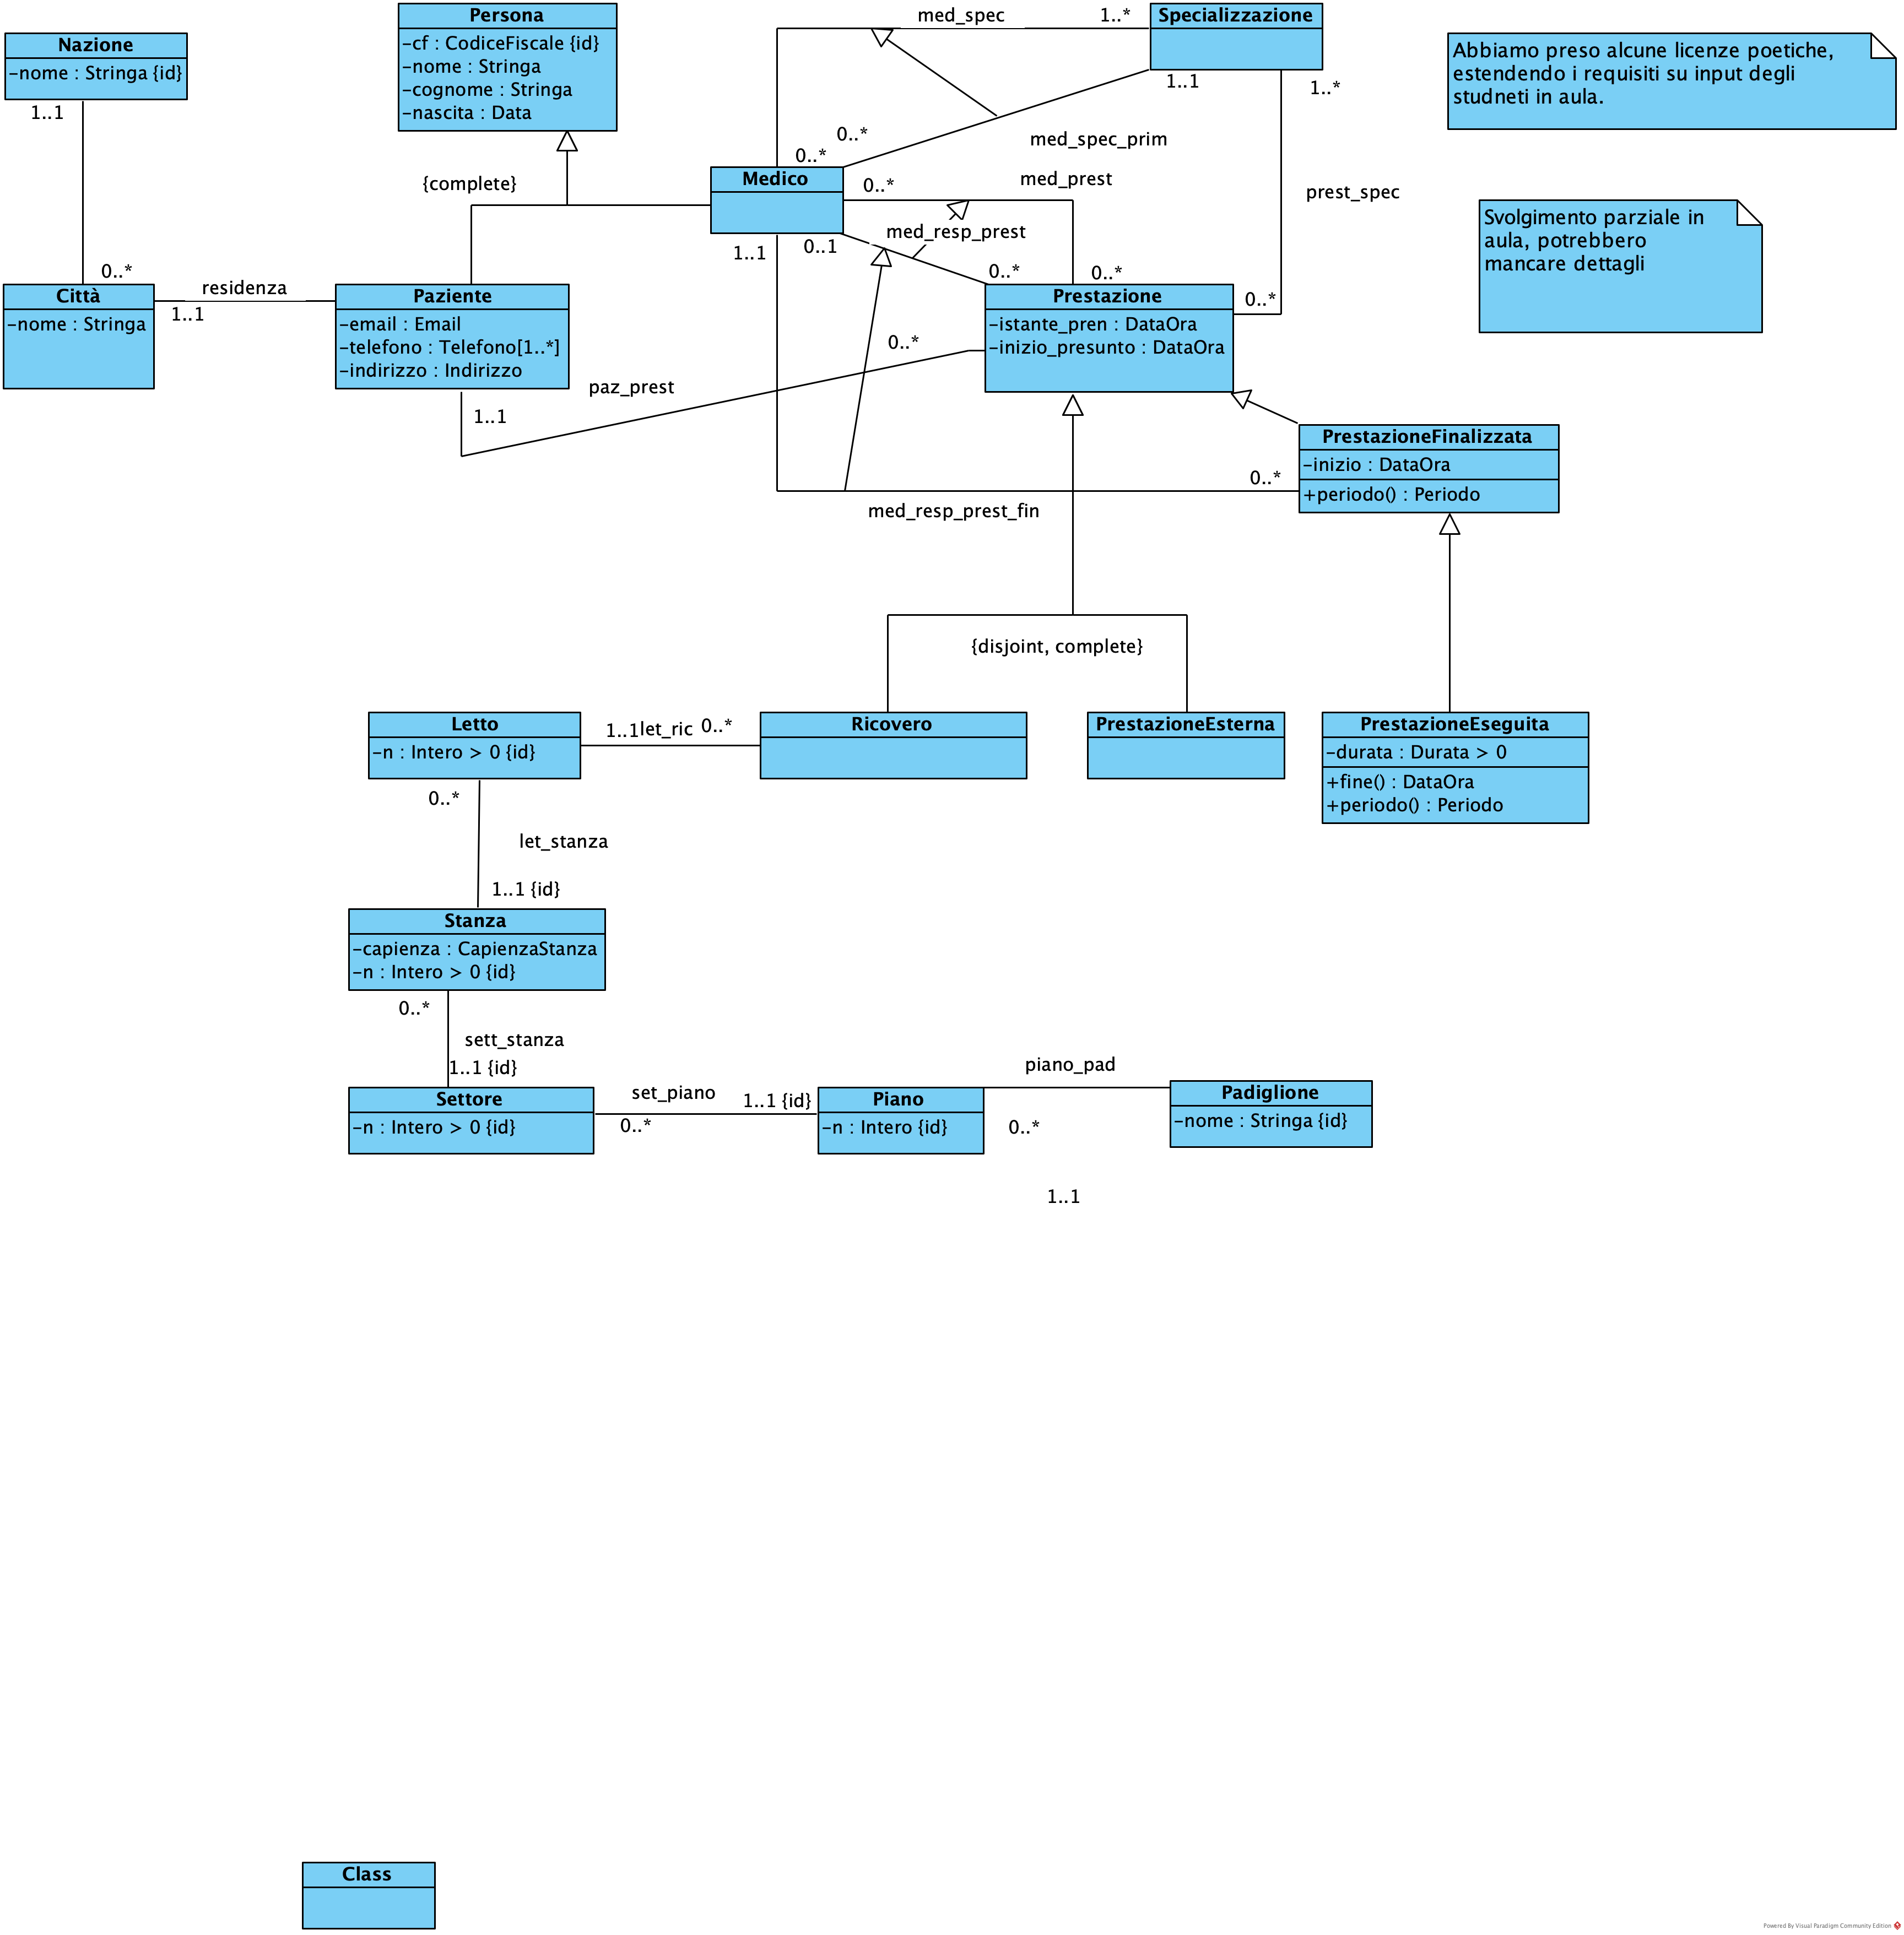 Persona
-cf : CodiceFiscale {id}
-nome : Stringa
-cognome : Stringa
-nascita : Data
med_spec
1..*
Specializzazione
Nazione
-nome : Stringa {id}
1..1
Abbiamo preso alcune licenze poetiche,
estendendo i requisiti su input degli
studneti in aula.
1..1
1..*
0..*
med_spec_prim
0..*
{complete}
Medico
0..*
med_prest
prest_spec
med_resp_prest
1..1
0..1
Svolgimento parziale in
aula, potrebbero
mancare dettagli
0..*
0..*
0..*
Città
-nome : Stringa
residenza
1..1
Paziente
-email : Email
-telefono : Telefono[1..*]
-indirizzo : Indirizzo
Prestazione
-istante_pren : DataOra
-inizio_presunto : DataOra
0..*
0..*
paz_prest
1..1
PrestazioneFinalizzata
-inizio : DataOra
+periodo() : Periodo
0..*
med_resp_prest_fin
{disjoint, complete}
Letto
-n : Intero > 0 {id}
1..1
let_ric
0..*
Ricovero
PrestazioneEsterna
PrestazioneEseguita
-durata : Durata > 0
+fine() : DataOra
+periodo() : Periodo
0..*
let_stanza
1..1 {id}
Stanza
-capienza : CapienzaStanza
-n : Intero > 0 {id}
0..*
sett_stanza
1..1 {id}
Settore
-n : Intero > 0 {id}
set_piano
0..*
1..1 {id}
Piano
-n : Intero {id}
piano_pad
0..*
Padiglione
-nome : Stringa {id}
1..1
Class
Powered By Visual Paradigm Community Edition